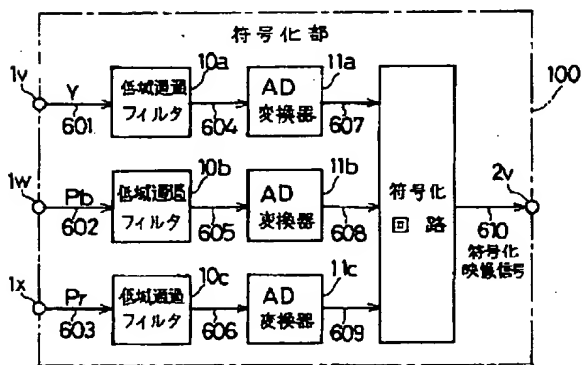 符号化部
100
1v
Y
601
10a
低域通過
フィルタ
604
11a
AD
変換器
607
1w
Pb
602
10b
低域通過
フィルタ
605
11b
AD
変換器
608
符号化
回路
2v
610
符号化
映像信号
1x
Pr
603
10c
低域通過
フィルタ
606
11c
AD
変換器
609